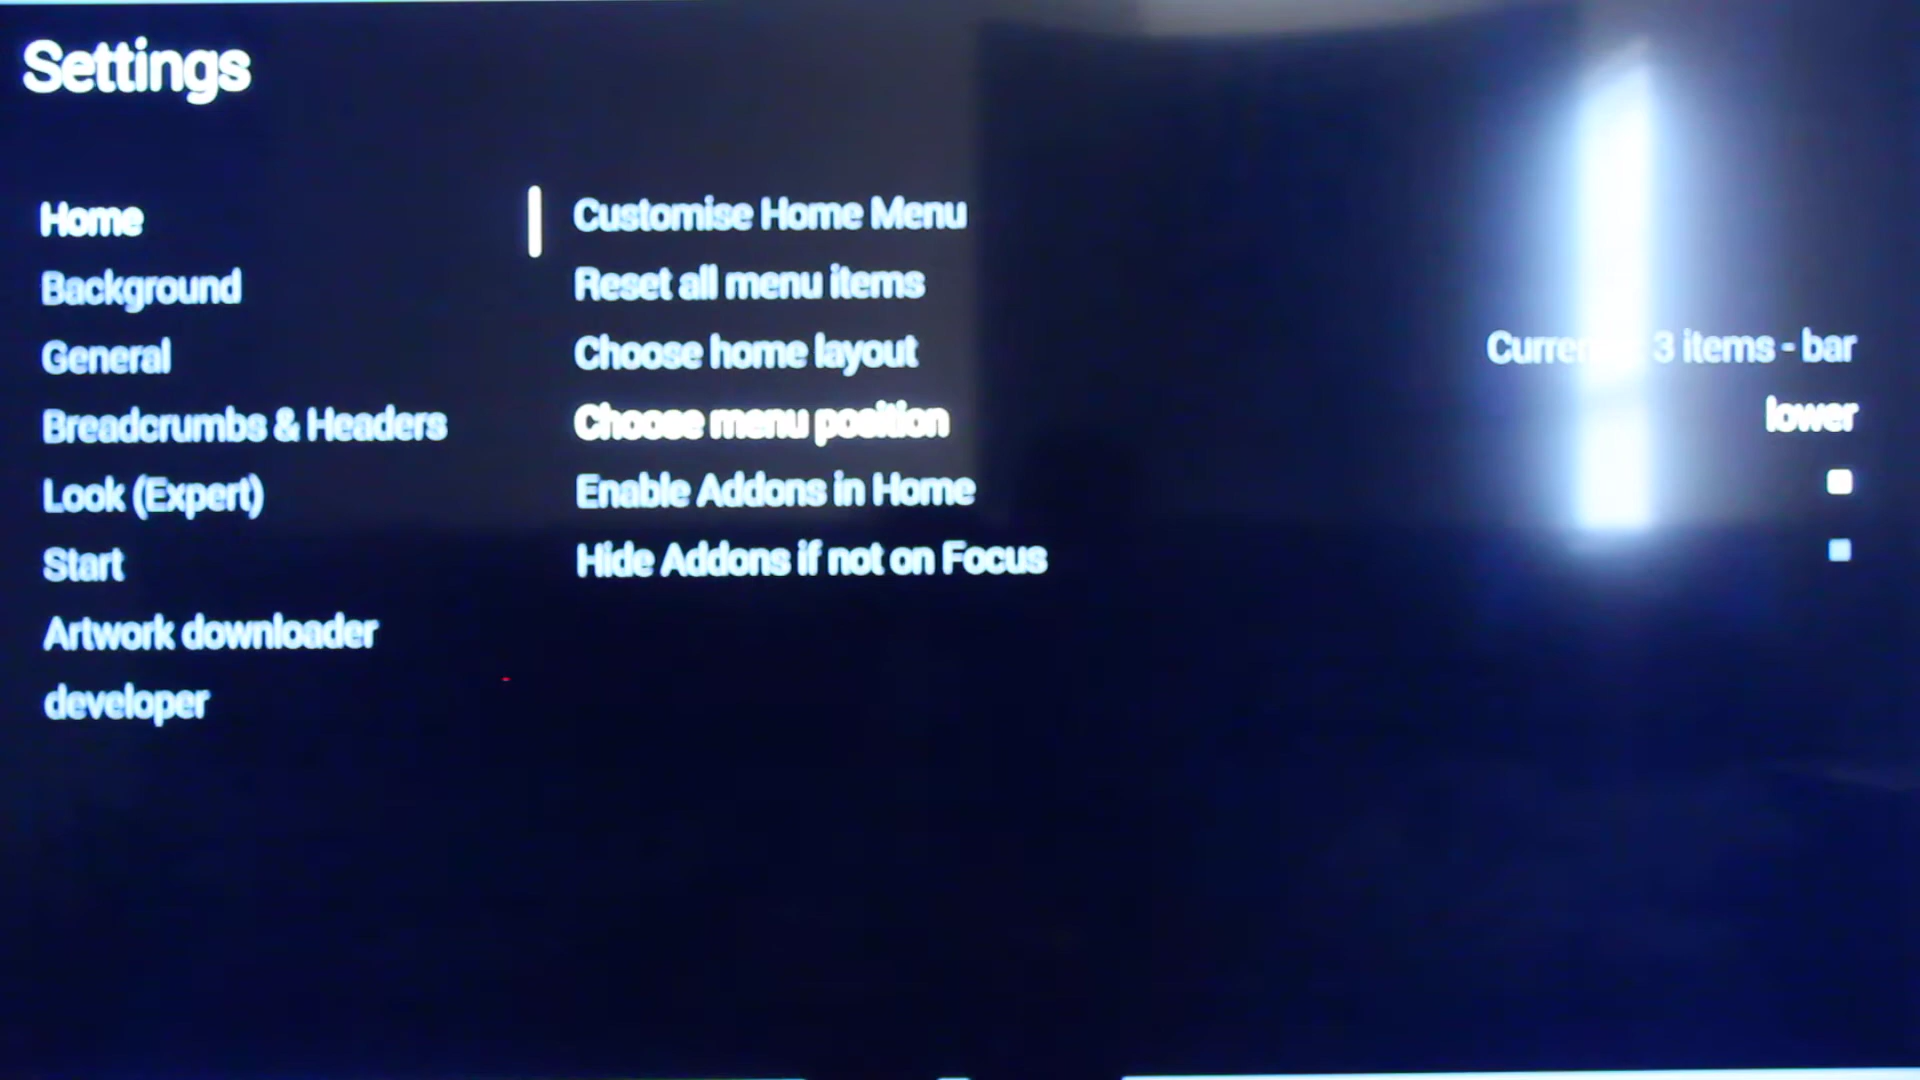 Settings
Home
Background
General
Breadcrumbs & Headers
Look (Expert)
Start
Artwork downloader
developer
Customise Home Menu
Reset all menu items
Choose home layout
3 items - bar
Choose menu position
lower
Enable Addons in Home
Hide Addons if not on Focus